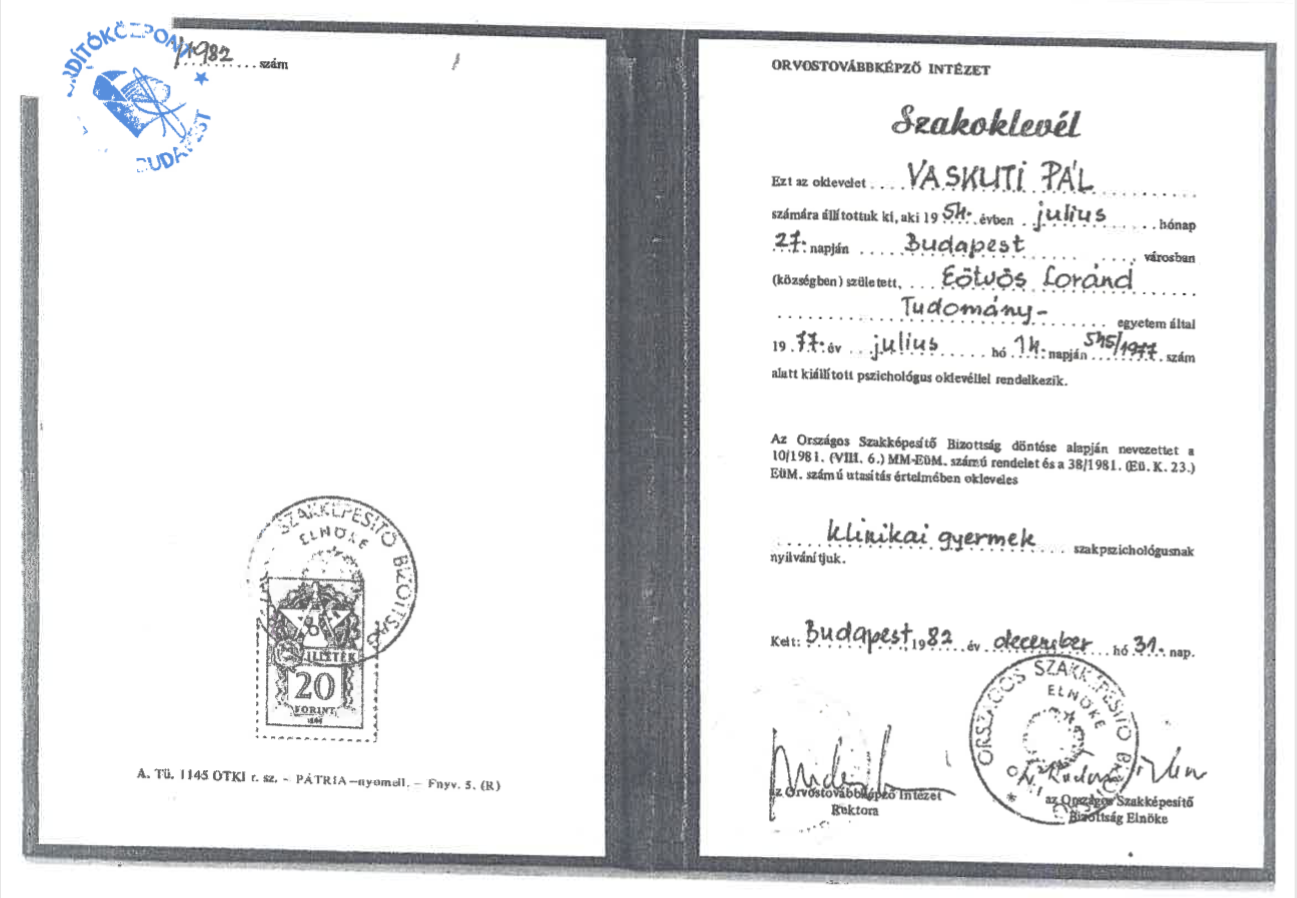 /1982 szám
BUDAPEST
SZAKKÉPESÍTŐ BIZOTTSÁG
ELNÖKE
ILLETÉK
20
FORINT
A. Tü. 1145 OTKI r. sz. – PÁTRIA—nyomell. – Fnyv. 5. (R)
ORVOSTOVÁBBKÉPZŐ INTÉZET
Szakoklevél
Ezt az oklevelet VASKUTI PÁL
számára állítottuk ki, aki 1954. évben július hónap
27. napján Budapest városban
(községben) született, Eötvös Loránd
Tudomány- egyetem által
1977. év július hó 14. napján 545/1977 szám
alatt kiállított pszichológus oklevéllel rendelkezik.
Az Országos Szakképesítő Bizottság döntése alapján nevezettet a
10/1981. (VIII. 6.) MM-EüM. számú rendelet és a 38/1981. (Eü. K. 23.)
EüM. számú utasítás értelmében okleveles
klinikai gyermek szakpszichológusnak
nyilvánítjuk.
Kelt: Budapest, 1982 év december hó 31. nap.
ORSZÁGOS SZAKKÉPESÍTŐ BIZOTTSÁG
ELNÖKE
az Orvostovábbképző Intézet
Rektora
az Országos Szakképesítő
Bizottság Elnöke